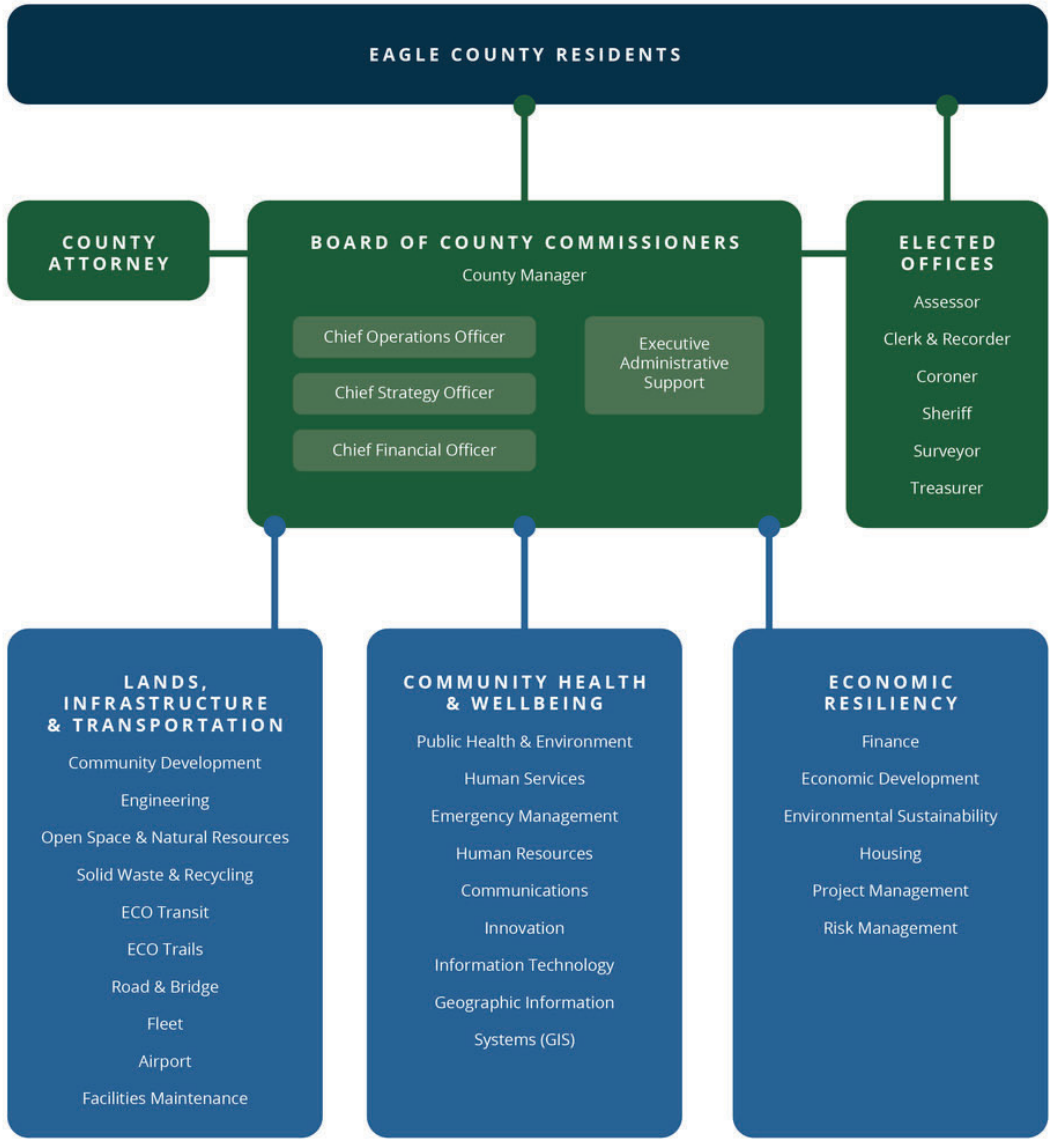 EAGLE COUNTY RESIDENTS
COUNTY
ATTORNEY
BOARD OF COUNTY COMMISSIONERS
County Manager
Chief Operations Officer
Chief Strategy Officer
Chief Financial Officer
Executive
Administrative
Support
ELECTED
OFFICES
Assessor
Clerk & Recorder
Coroner
Sheriff
Surveyor
Treasurer
LANDS,
INFRASTRUCTURE
& TRANSPORTATION
Community Development
Engineering
Open Space & Natural Resources
Solid Waste & Recycling
ECO Transit
ECO Trails
Road & Bridge
Fleet
Airport
Facilities Maintenance
COMMUNITY HEALTH
& WELLBEING
Public Health & Environment
Human Services
Emergency Management
Human Resources
Communications
Innovation
Information Technology
Geographic Information
Systems (GIS)
ECONOMIC
RESILIENCY
Finance
Economic Development
Environmental Sustainability
Housing
Project Management
Risk Management